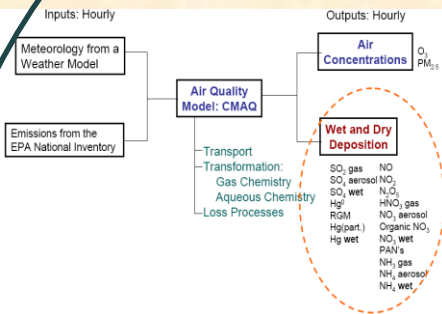 Inputs: Hourly
Outputs: Hourly
Meteorology from a
Weather Model
Emissions from the
EPA National Inventory
Air Quality
Model: CMAQ
Transport
Transformation:
Gas Chemistry
Aqueous Chemistry
Loss Processes
Air
Concentrations
O₃
PM₂.₅
Wet and Dry
Deposition
SO₂ gas
SO₄ aerosol
SO₄ wet
Hg⁰
RGM
Hg(part.)
Hg wet
NO
NO₂
N₂O₅
HNO₃ gas
NO₃ aerosol
Organic NO₃
NO₃ wet
PAN's
NH₃ gas
NH₄ aerosol
NH₄ wet